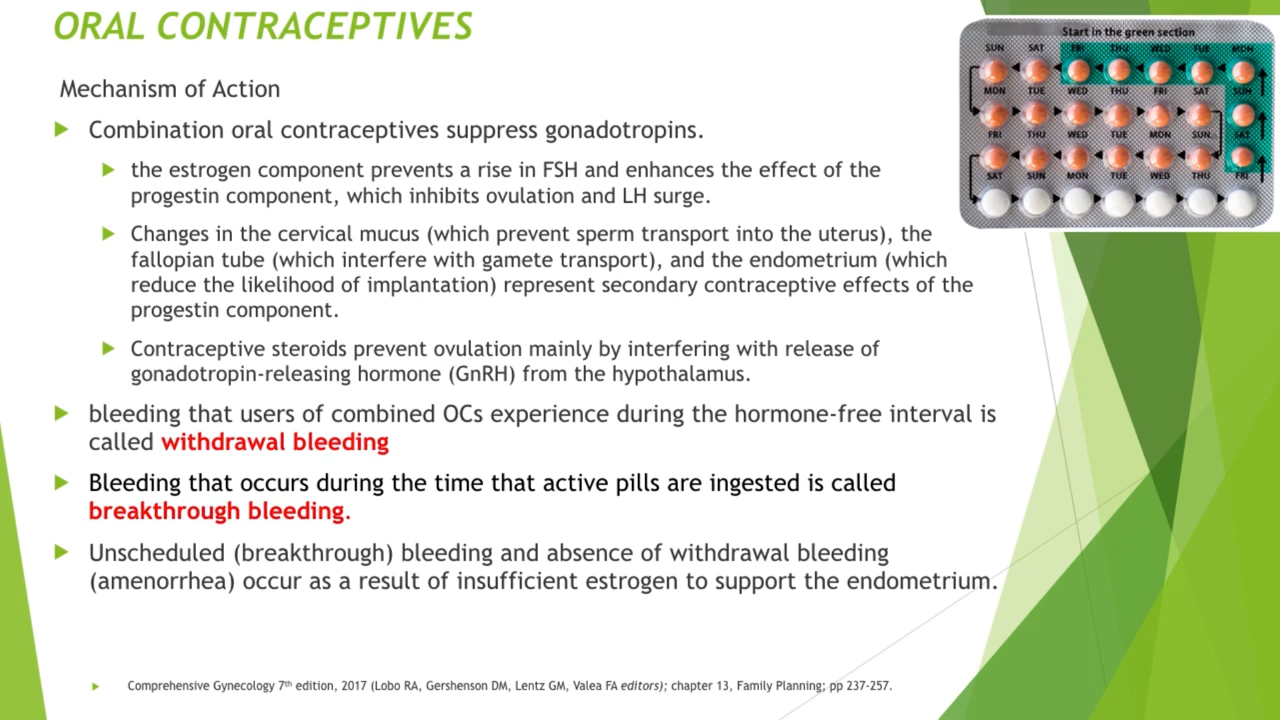 ORAL CONTRACEPTIVES
Mechanism of Action
Combination oral contraceptives suppress gonadotropins.
the estrogen component prevents a rise in FSH and enhances the effect of the
progestin component, which inhibits ovulation and LH surge.
Changes in the cervical mucus (which prevent sperm transport into the uterus), the
fallopian tube (which interfere with gamete transport), and the endometrium (which
reduce the likelihood of implantation) represent secondary contraceptive effects of the
progestin component.
Contraceptive steroids prevent ovulation mainly by interfering with release of
gonadotropin-releasing hormone (GnRH) from the hypothalamus.
bleeding that users of combined OCs experience during the hormone-free interval is
called withdrawal bleeding
Bleeding that occurs during the time that active pills are ingested is called
breakthrough bleeding.
Unscheduled (breakthrough) bleeding and absence of withdrawal bleeding
(amenorrhea) occur as a result of insufficient estrogen to support the endometrium.
Comprehensive Gynecology 7th edition, 2017 (Lobo RA, Gershenson DM, Lentz GM, Valea FA editors); chapter 13, Family Planning; pp 237-257.
Start in the green section
SUN SAT FRI THU WED TUE MON
MON TUE WED THU FRI SAT SUN
FRI THU WED TUE MON SUN SAT
SAT SUN MON TUE WED THU FRI